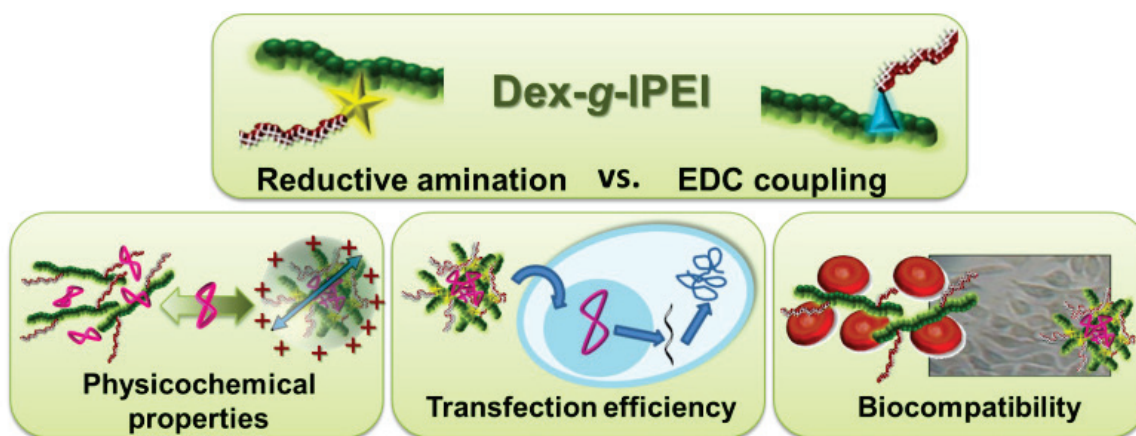 Dex-g-lPEI
Reductive amination vs. EDC coupling
Physicochemical
properties
Transfection efficiency
Biocompatibility